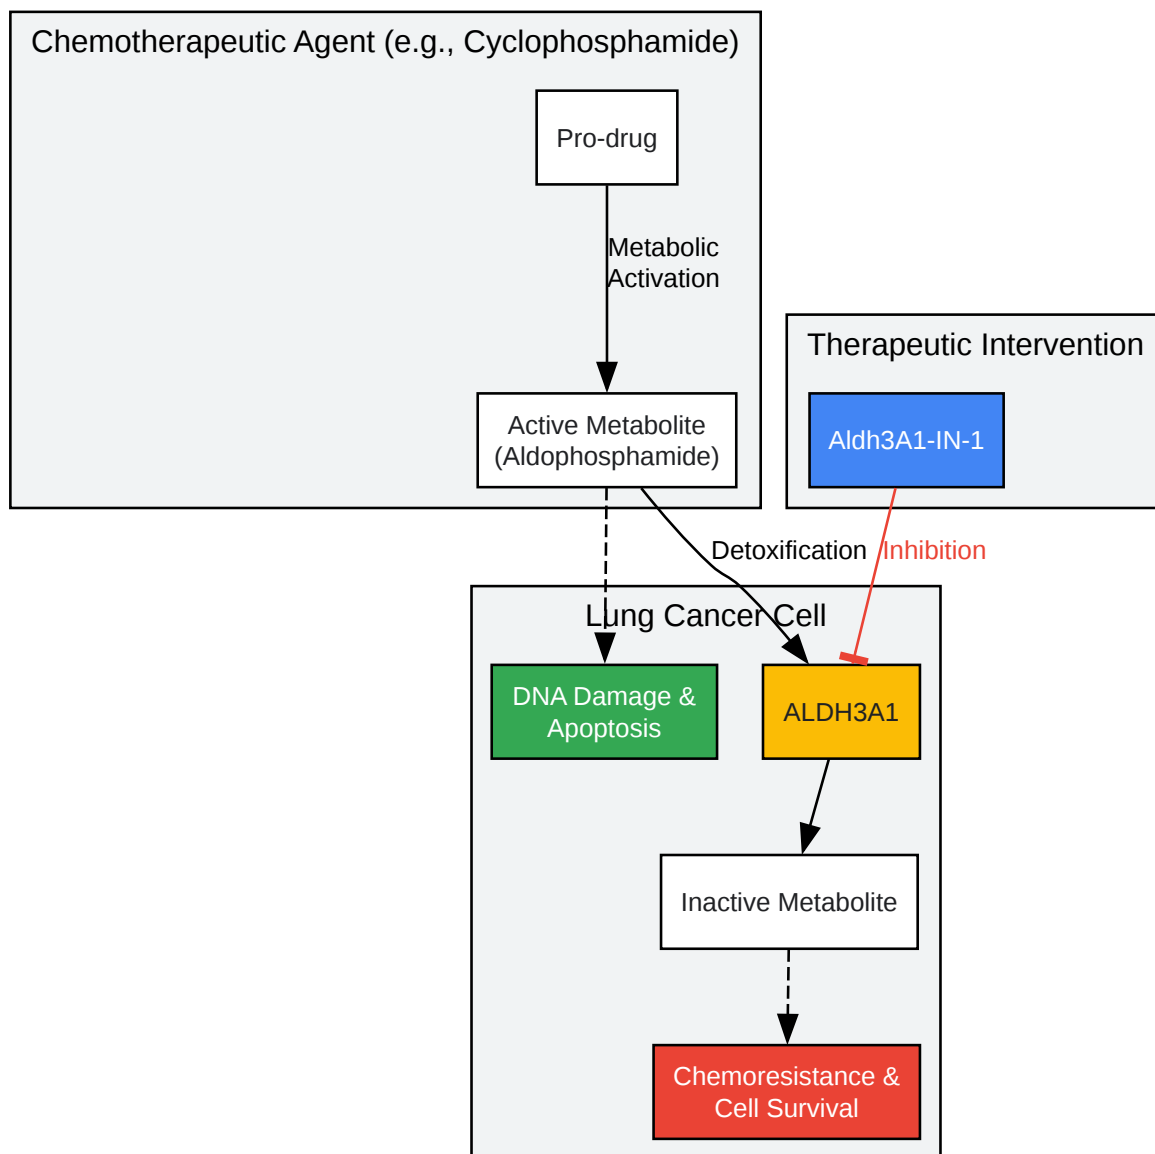 Chemotherapeutic Agent (e.g., Cyclophosphamide)
Pro-drug
Metabolic
Activation
Therapeutic Intervention
Active Metabolite
(Aldophosphamide)
Aldh3A1-IN-1
Detoxification
Inhibition
Lung Cancer Cell
DNA Damage &
Apoptosis
ALDH3A1
Inactive Metabolite
Chemoresistance &
Cell Survival